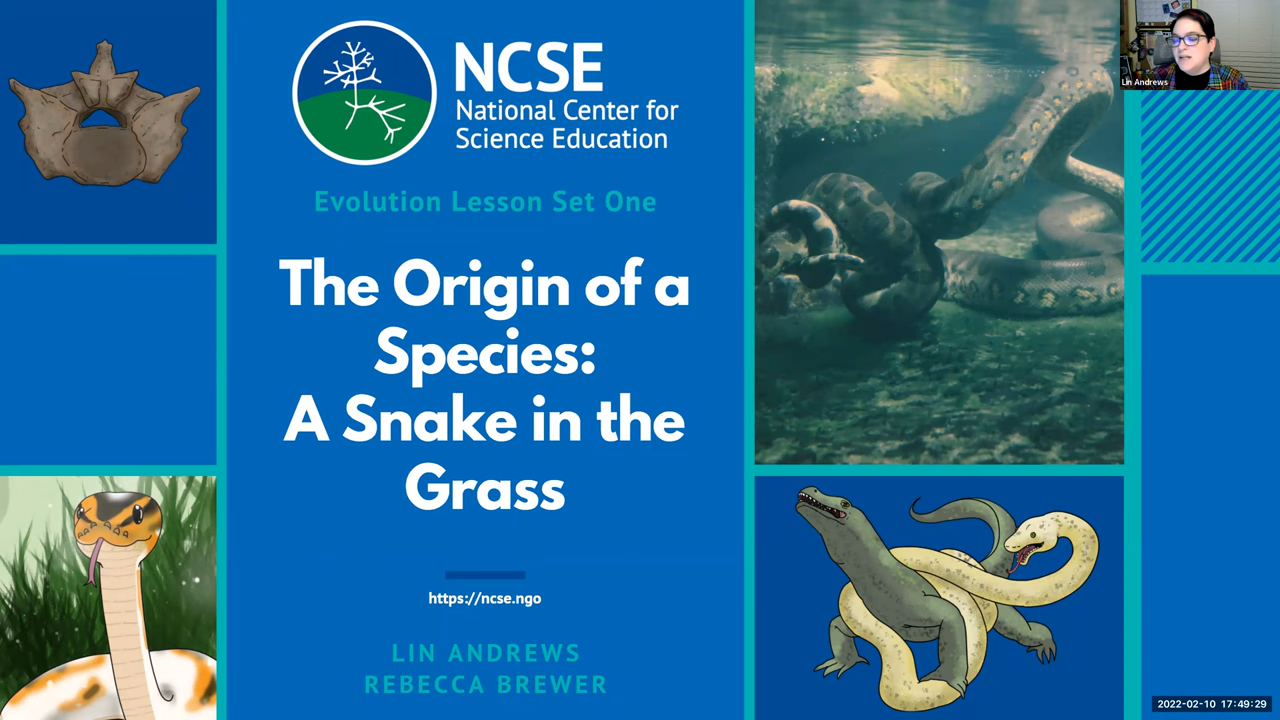 NCSE
National Center for
Science Education
Evolution Lesson Set One
The Origin of a
Species:
A Snake in the
Grass
https://ncse.ngo
LIN ANDREWS
REBECCA BREWER
Lin Andrews
2022-02-10 17:49:29